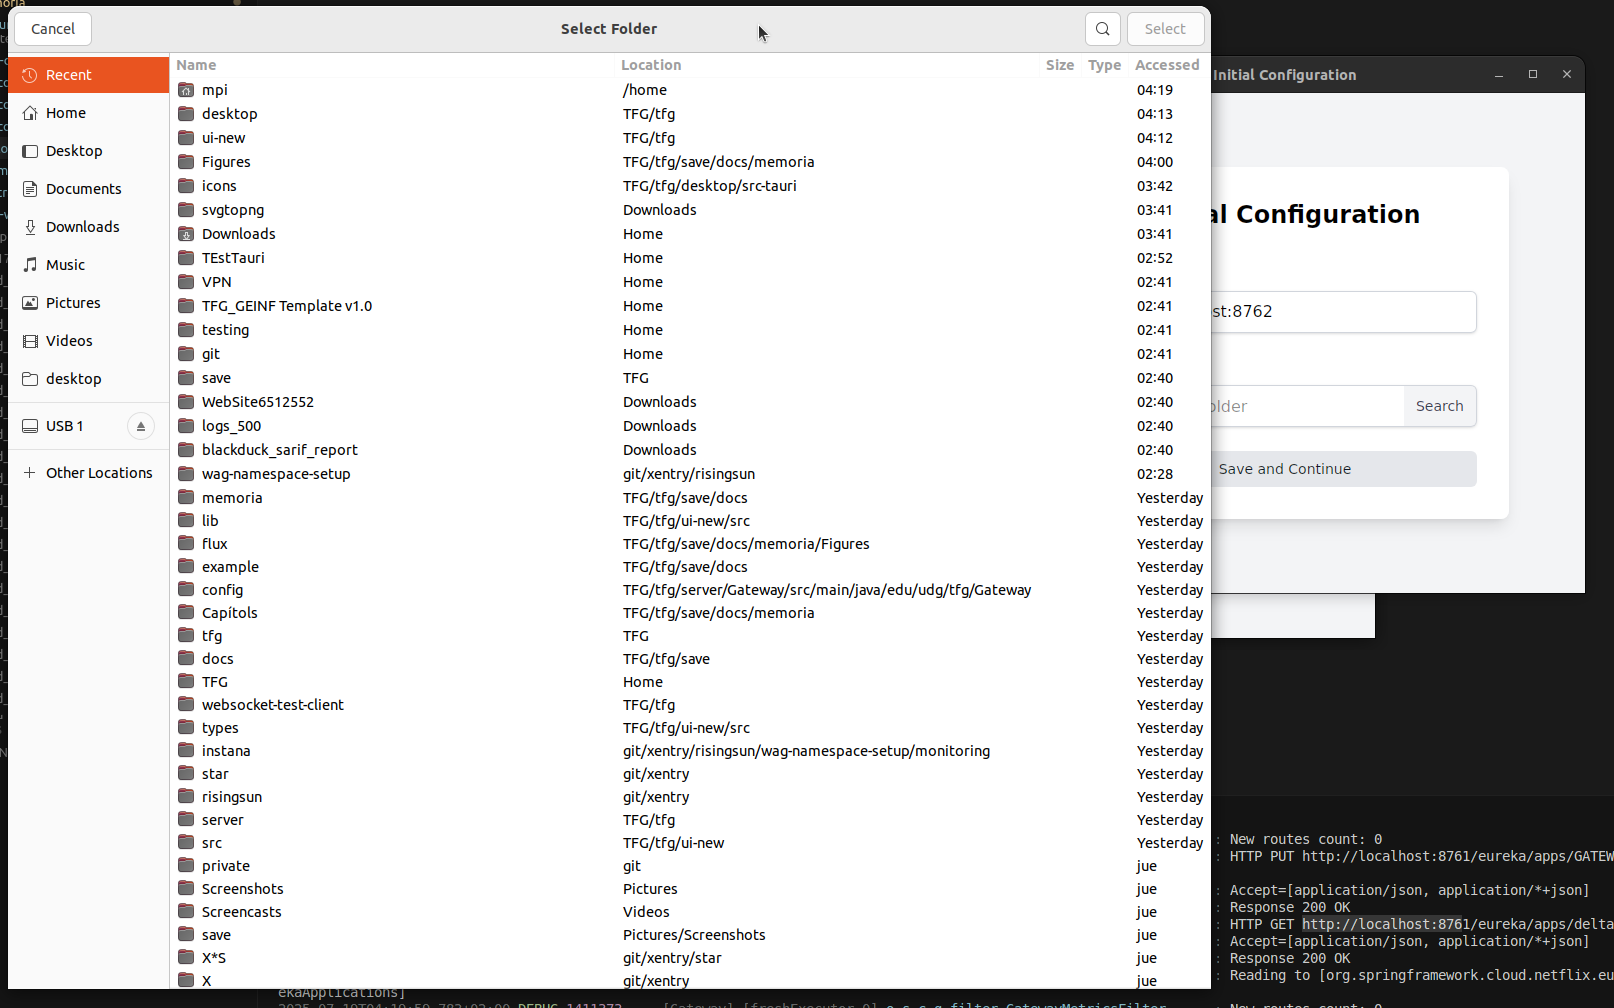 Cancel
Select Folder
Select
Recent
Home
Desktop
Documents
Downloads
Music
Pictures
Videos
desktop
USB 1
Other Locations
Name Location Size Type Accessed
mpi /home 04:19
desktop TFG/tfg 04:13
ui-new TFG/tfg 04:12
Figures TFG/tfg/save/docs/memoria 04:00
icons TFG/tfg/desktop/src-tauri 03:42
svgtopng Downloads 03:41
Downloads Home 03:41
TEstTauri Home 02:52
VPN Home 02:41
TFG_GEINF Template v1.0 Home 02:41
testing Home 02:41
git Home 02:41
save TFG 02:40
WebSite6512552 Downloads 02:40
logs_500 Downloads 02:40
blackduck_sarif_report Downloads 02:40
wag-namespace-setup git/xentry/risingsun 02:28
memoria TFG/tfg/save/docs Yesterday
lib TFG/tfg/ui-new/src Yesterday
flux TFG/tfg/save/docs/memoria/Figures Yesterday
example TFG/tfg/save/docs Yesterday
config TFG/tfg/server/Gateway/src/main/java/edu/udg/tfg/Gateway Yesterday
Capítols TFG/tfg/save/docs/memoria Yesterday
tfg TFG Yesterday
docs TFG/tfg/save Yesterday
TFG Home Yesterday
websocket-test-client TFG/tfg Yesterday
types TFG/tfg/ui-new/src Yesterday
instana git/xentry/risingsun/wag-namespace-setup/monitoring Yesterday
star git/xentry Yesterday
risingsun git/xentry Yesterday
server TFG/tfg Yesterday
src TFG/tfg/ui-new Yesterday
private git jue
Screenshots Pictures jue
Screencasts Videos jue
save Pictures/Screenshots jue
X*S git/xentry/star jue
X git/xentry jue
Initial Configuration
al Configuration
st:8762
older
Search
Save and Continue
: New routes count: 0
: HTTP PUT http://localhost:8761/eureka/apps/GATEW
: Accept=[application/json, application/*+json]
: Response 200 OK
: HTTP GET http://localhost:8761/eureka/apps/delta
: Accept=[application/json, application/*+json]
: Response 200 OK
: Reading to [org.springframework.cloud.netflix.eu
ekaApplications]